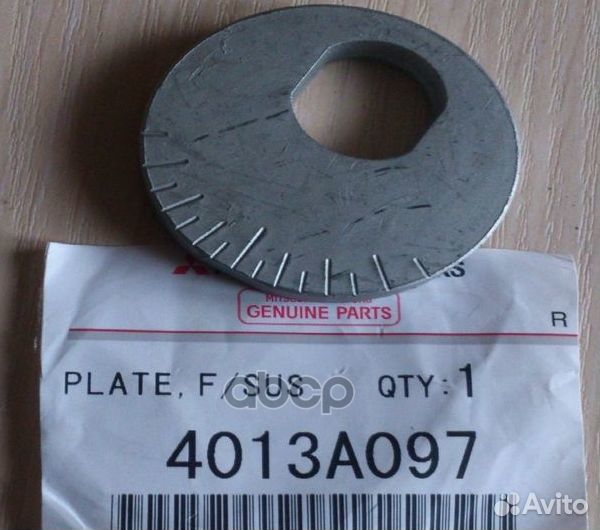 GENUINE PARTS
R
PLATE, F/SUS QTY:1
4013A097
Avito